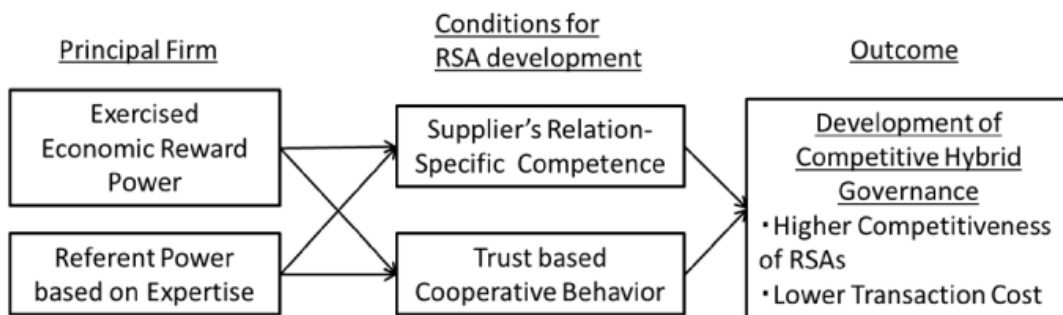 Principal Firm
Conditions for
RSA development
Outcome
Exercised
Economic Reward
Power
Referent Power
based on Expertise
Supplier's Relation-
Specific Competence
Trust based
Cooperative Behavior
Development of
Competitive Hybrid
Governance
・Higher Competitiveness
of RSAs
・Lower Transaction Cost